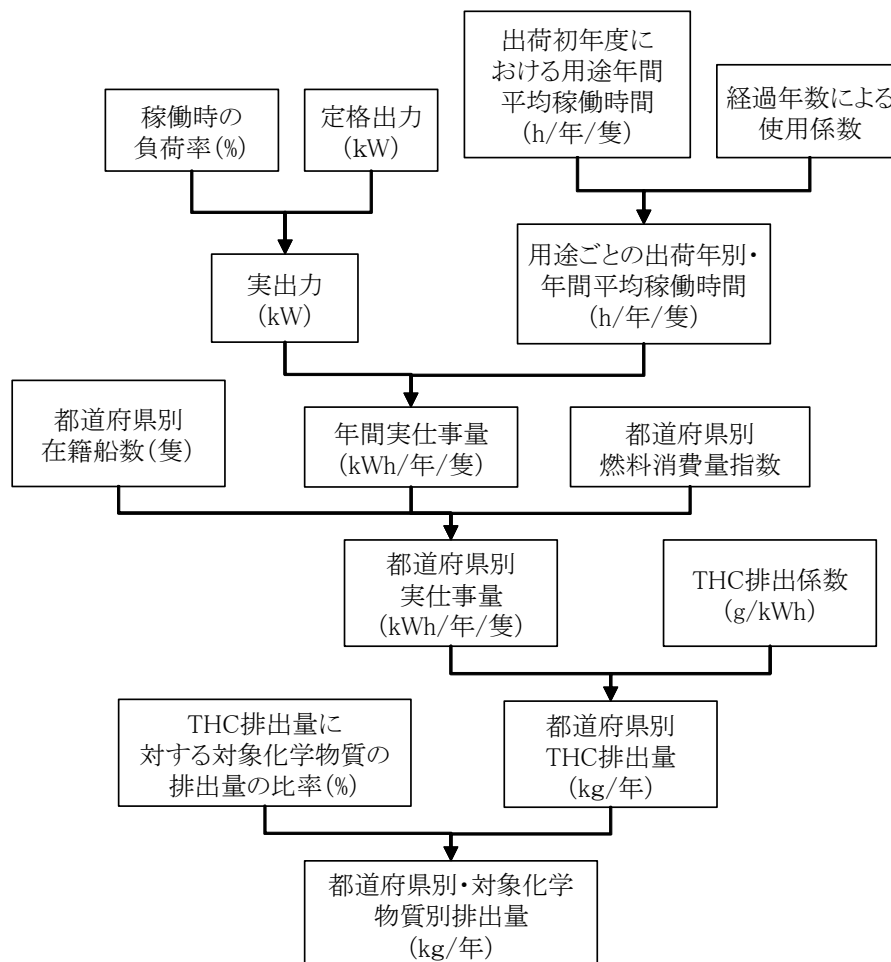 出荷初年度に
おける用途年間
平均稼働時間
(h/年/隻)
稼働時の
負荷率(%)
定格出力
(kW)
経過年数による
使用係数
実出力
(kW)
用途ごとの出荷年別・
年間平均稼働時間
(h/年/隻)
都道府県別
在籍船数(隻)
年間実仕事量
(kWh/年/隻)
都道府県別
燃料消費量指数
都道府県別
実仕事量
(kWh/年/隻)
THC排出係数
(g/kWh)
THC排出量に
対する対象化学物質の
排出量の比率(%)
都道府県別
THC排出量
(kg/年)
都道府県別・対象化学
物質別排出量
(kg/年)